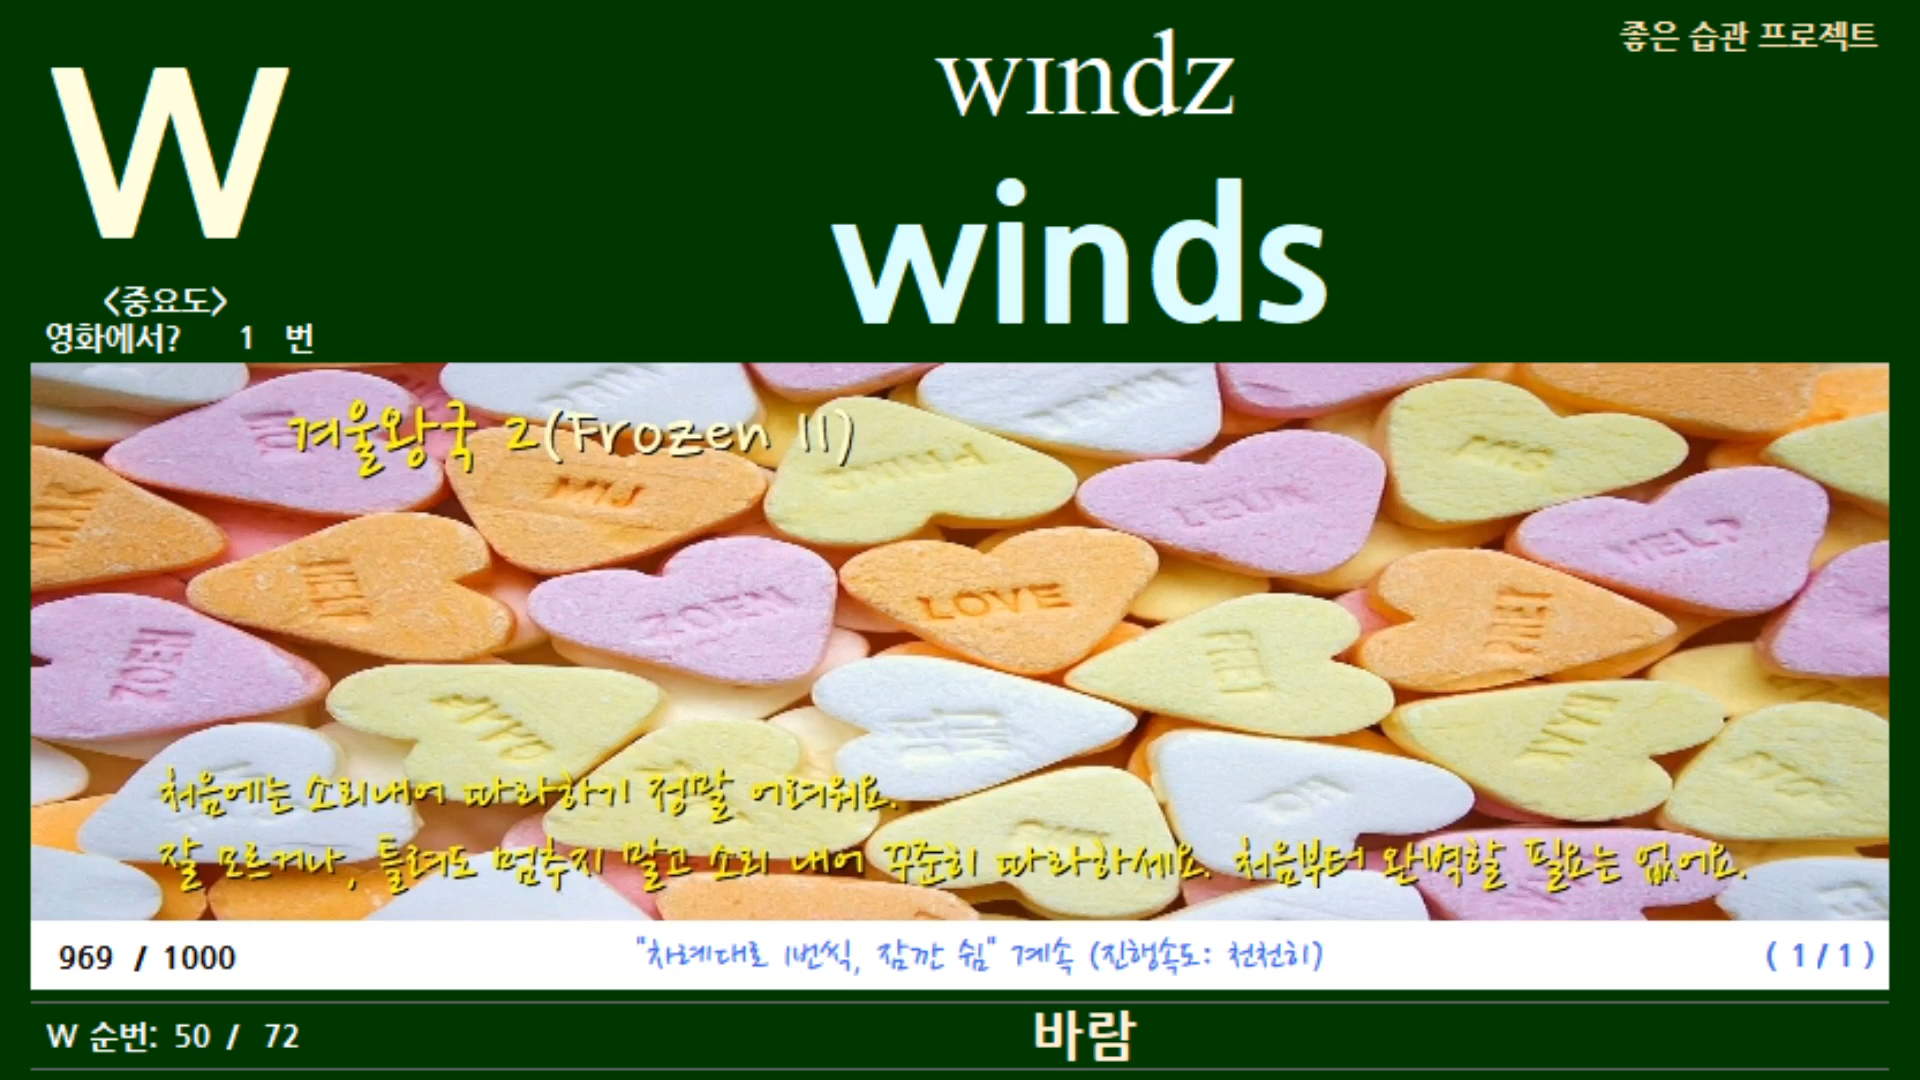 좋은 습관 프로젝트
W
wındz
winds
<중요도>
영화에서? 1 번
겨울왕국 2(Frozen II)
MIJ
LEUK
HELP
ZOEN
LOVE
처음에는 소리내어 따라하기 정말 어려워요.
잘 모르거나, 틀려도 멈추지 말고 소리 내어 꾸준히 따라하세요. 처음부터 완벽할 필요는 없어요.
969 / 1000
"차례대로 1번씩, 잠깐 쉼" 계속 (진행속도: 천천히)
( 1 / 1 )
W 순번: 50 / 72
바람